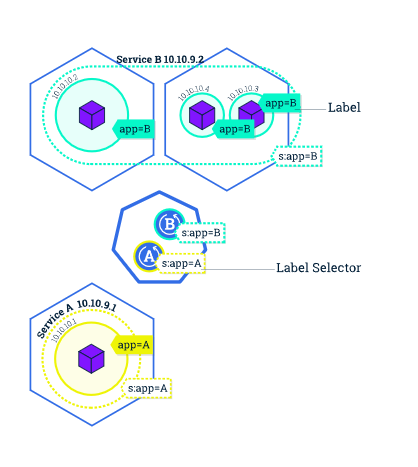 Service B 10.10.9.2
10.10.10.2
10.10.10.4
10.10.10.3
app=B
app=B
app=B
Label
s:app=B
B
s:app=B
A
s:app=A
Label Selector
Service A 10.10.9.1
10.10.10.1
app=A
s:app=A